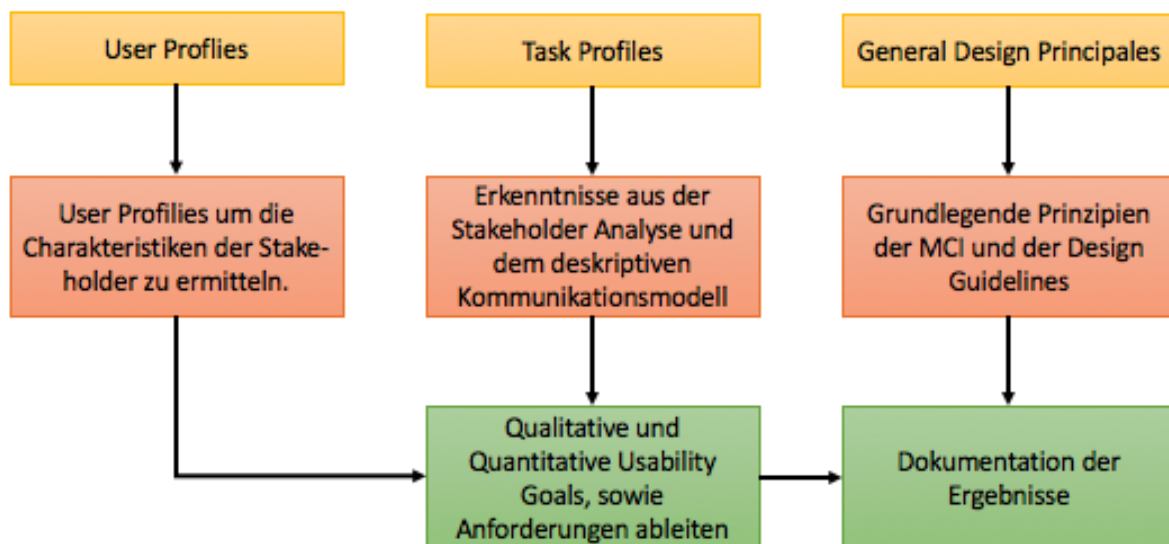 User Proflies
Task Profiles
General Design Principales
User Profilies um die
Charakteristiken der Stake-
holder zu ermitteln.
Erkenntnisse aus der
Stakeholder Analyse und
dem deskriptiven
Kommunikationsmodell
Grundlegende Prinzipien
der MCI und der Design
Guidelines
Qualitative und
Quantitative Usability
Goals, sowie
Anforderungen ableiten
Dokumentation der
Ergebnisse